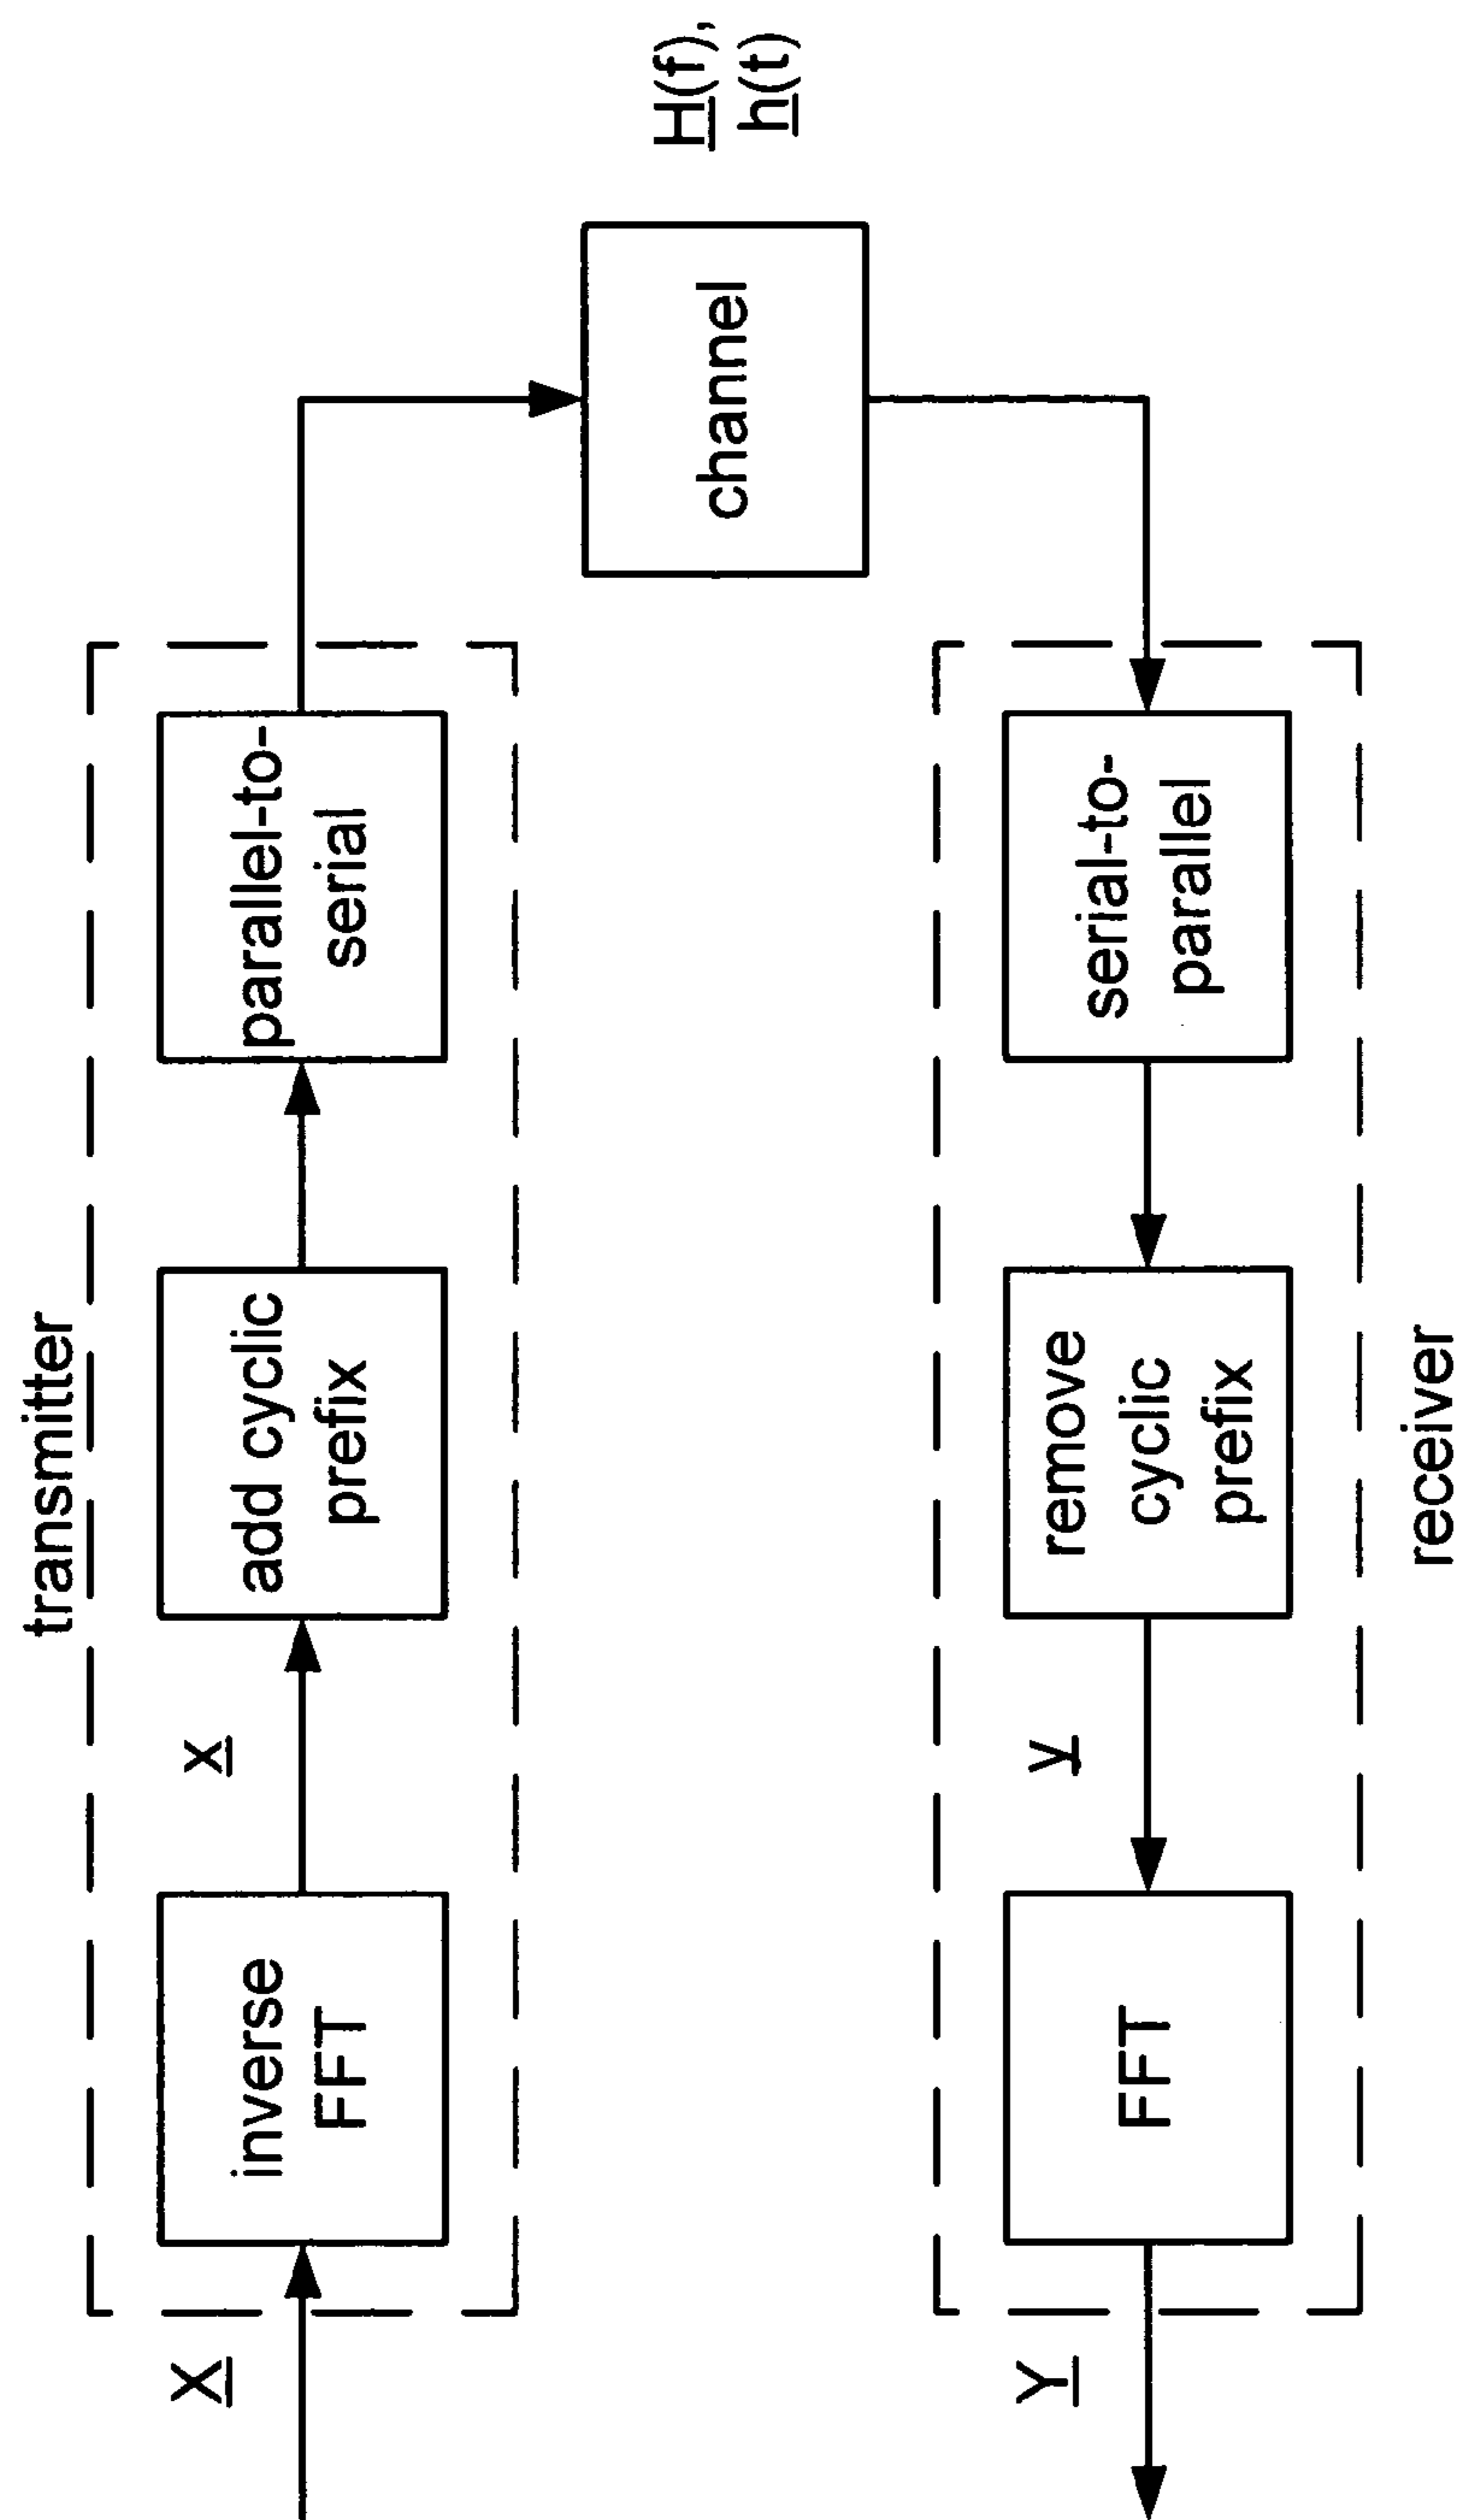 transmitter
X
inverse
FFT
x
add cyclic
prefix
parallel-to-
serial
channel
H(f),
h(t)
Y
FFT
y
remove
cyclic
prefix
serial-to-
parallel
receiver